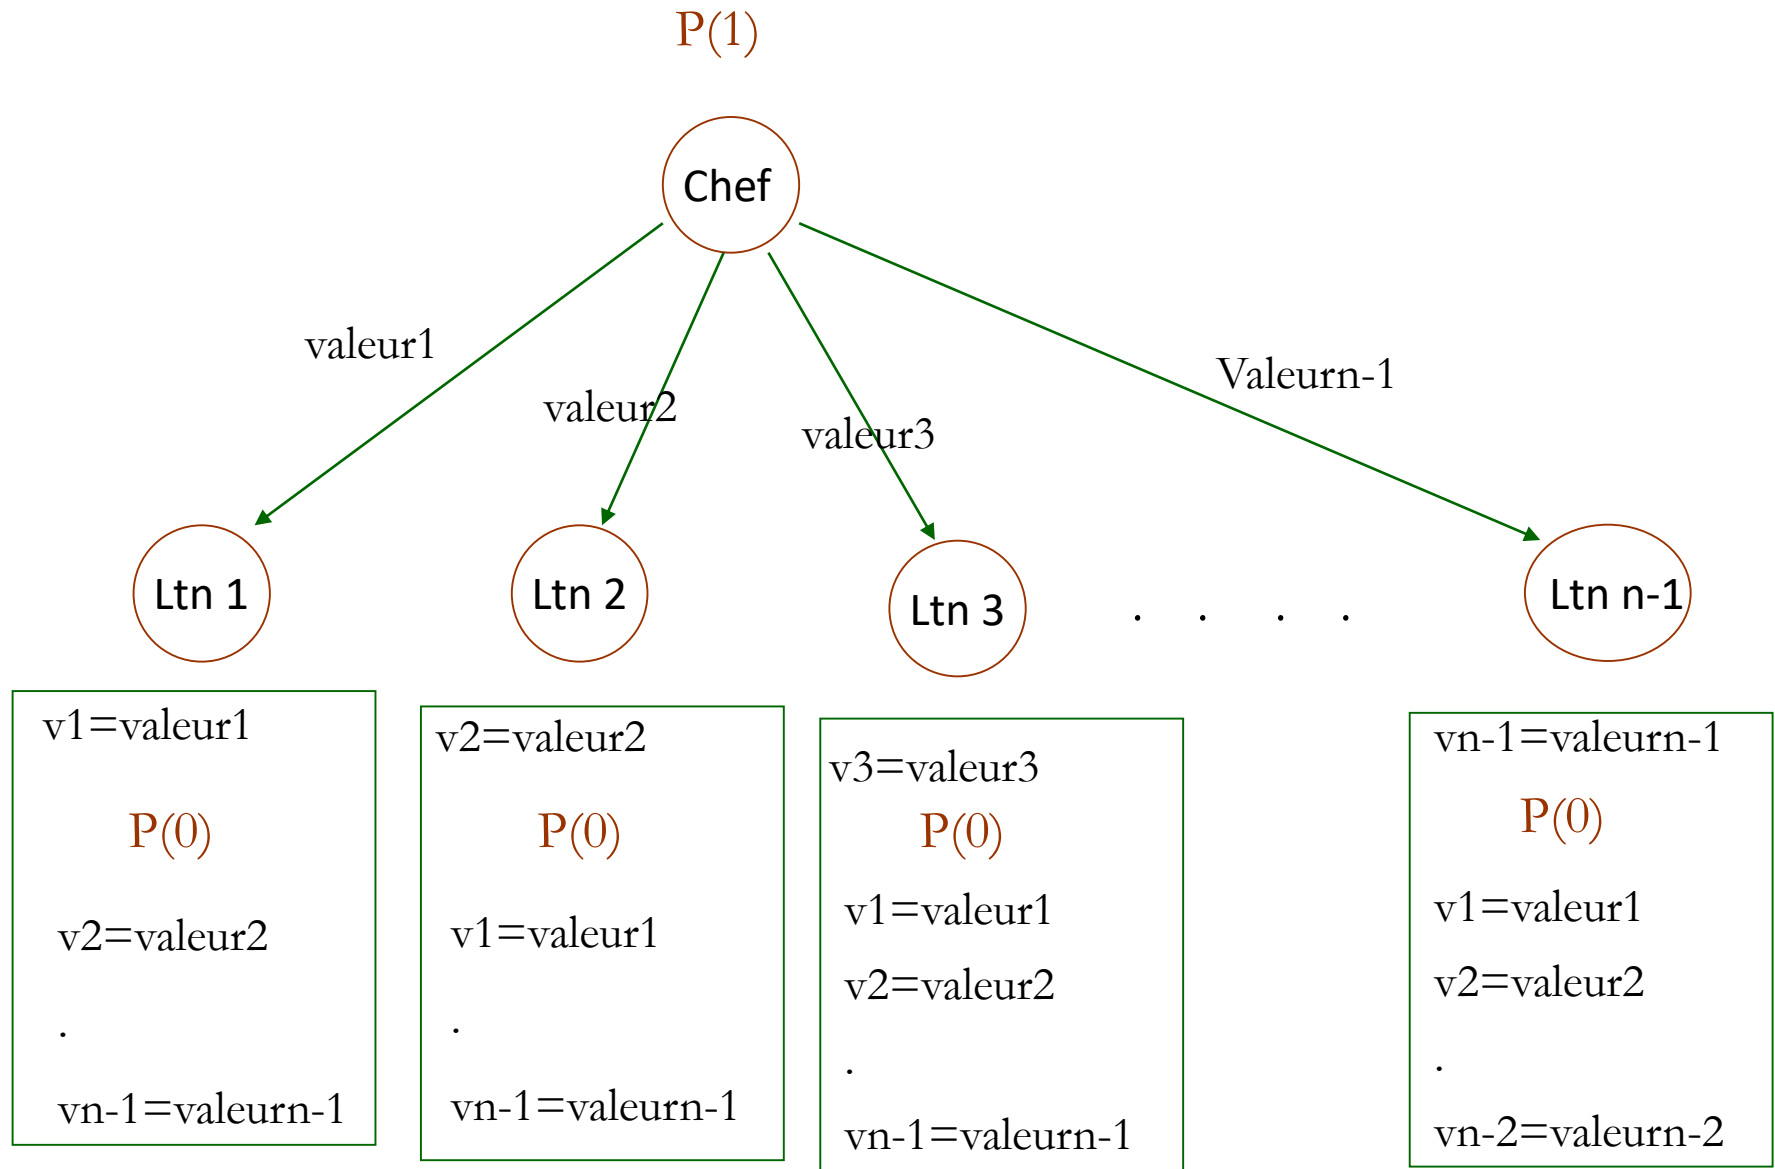 P(1)
Chef
valeur1
valeur2
valeur3
Valeurn-1
Ltn 1
Ltn 2
Ltn 3
. . . .
Ltn n-1
v1=valeur1
P(0)
v2=valeur2
.
vn-1=valeurn-1
v2=valeur2
P(0)
v1=valeur1
.
vn-1=valeurn-1
v3=valeur3
P(0)
v1=valeur1
v2=valeur2
.
vn-1=valeurn-1
vn-1=valeurn-1
P(0)
v1=valeur1
v2=valeur2
.
vn-2=valeurn-2